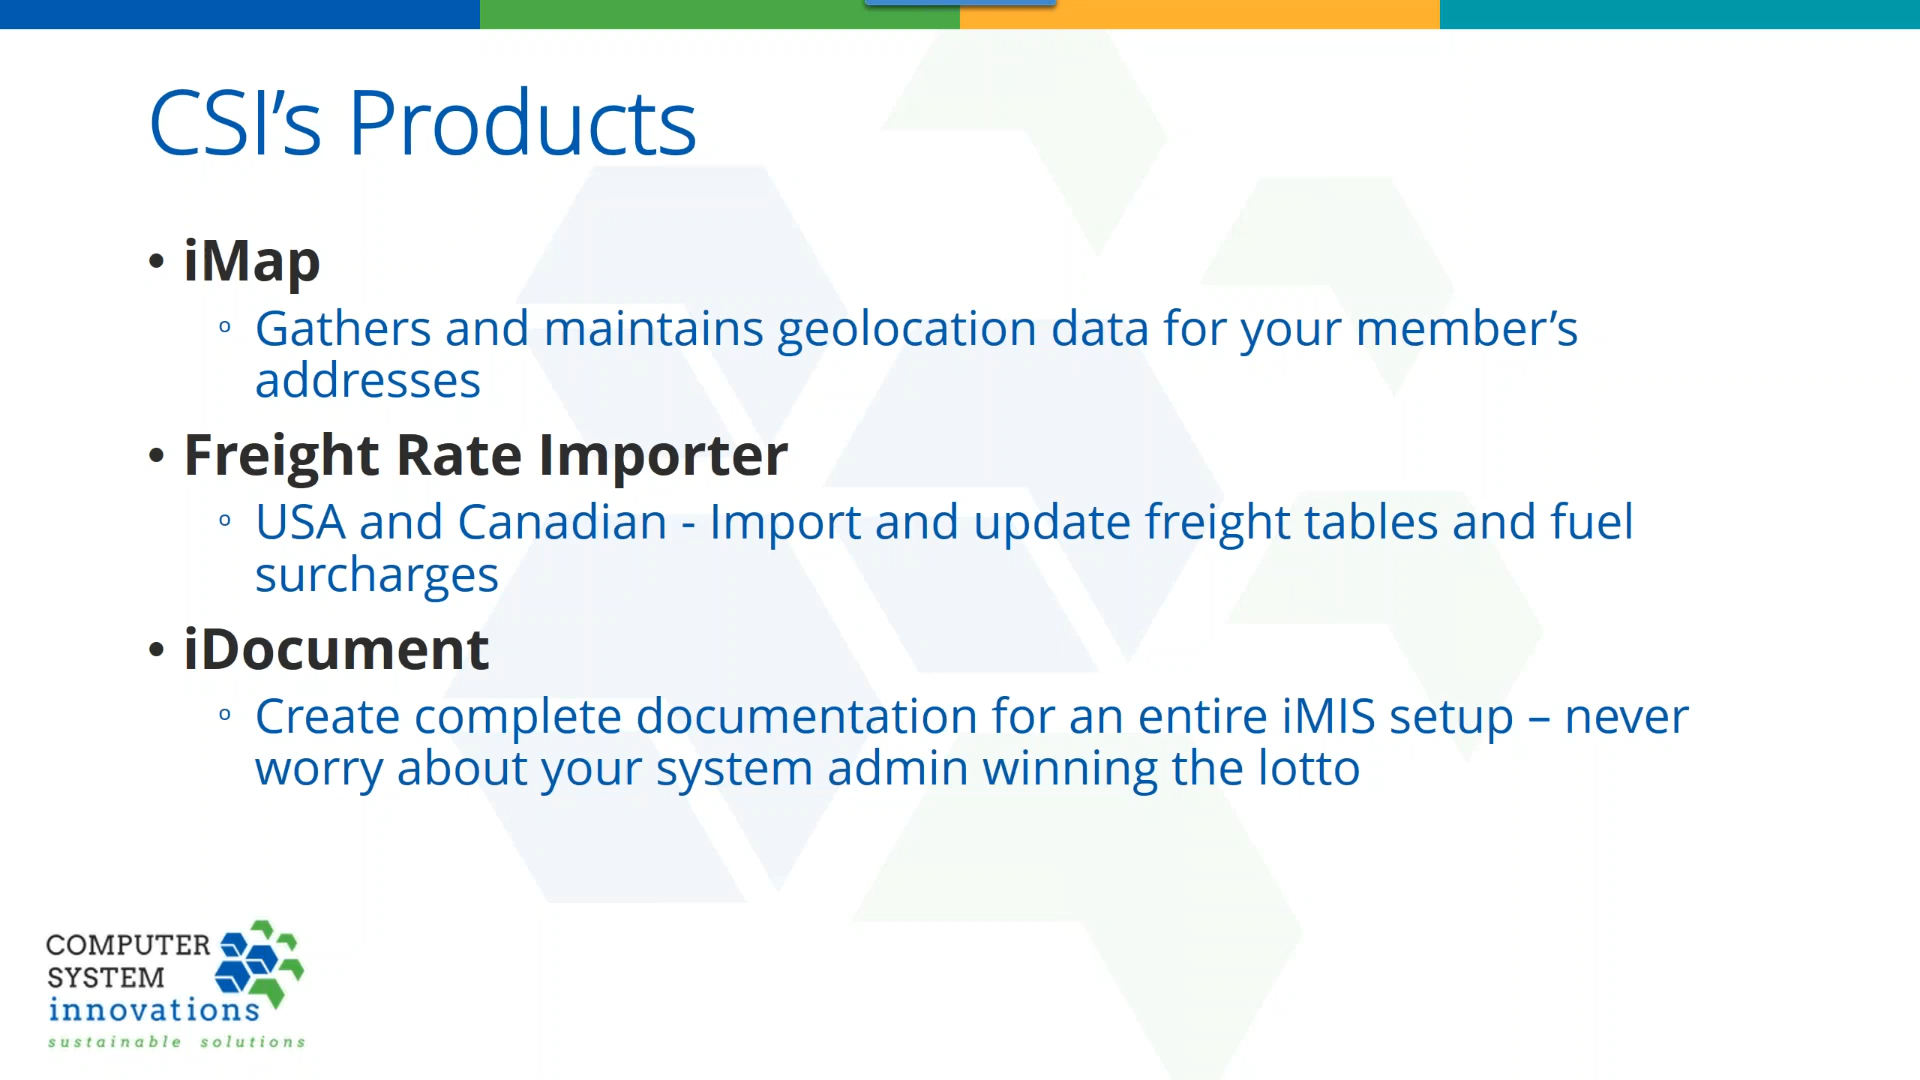 CSI’s Products
• iMap
o Gathers and maintains geolocation data for your member’s
addresses
• Freight Rate Importer
o USA and Canadian - Import and update freight tables and fuel
surcharges
• iDocument
o Create complete documentation for an entire iMIS setup – never
worry about your system admin winning the lotto
COMPUTER
SYSTEM
innovations
sustainable solutions